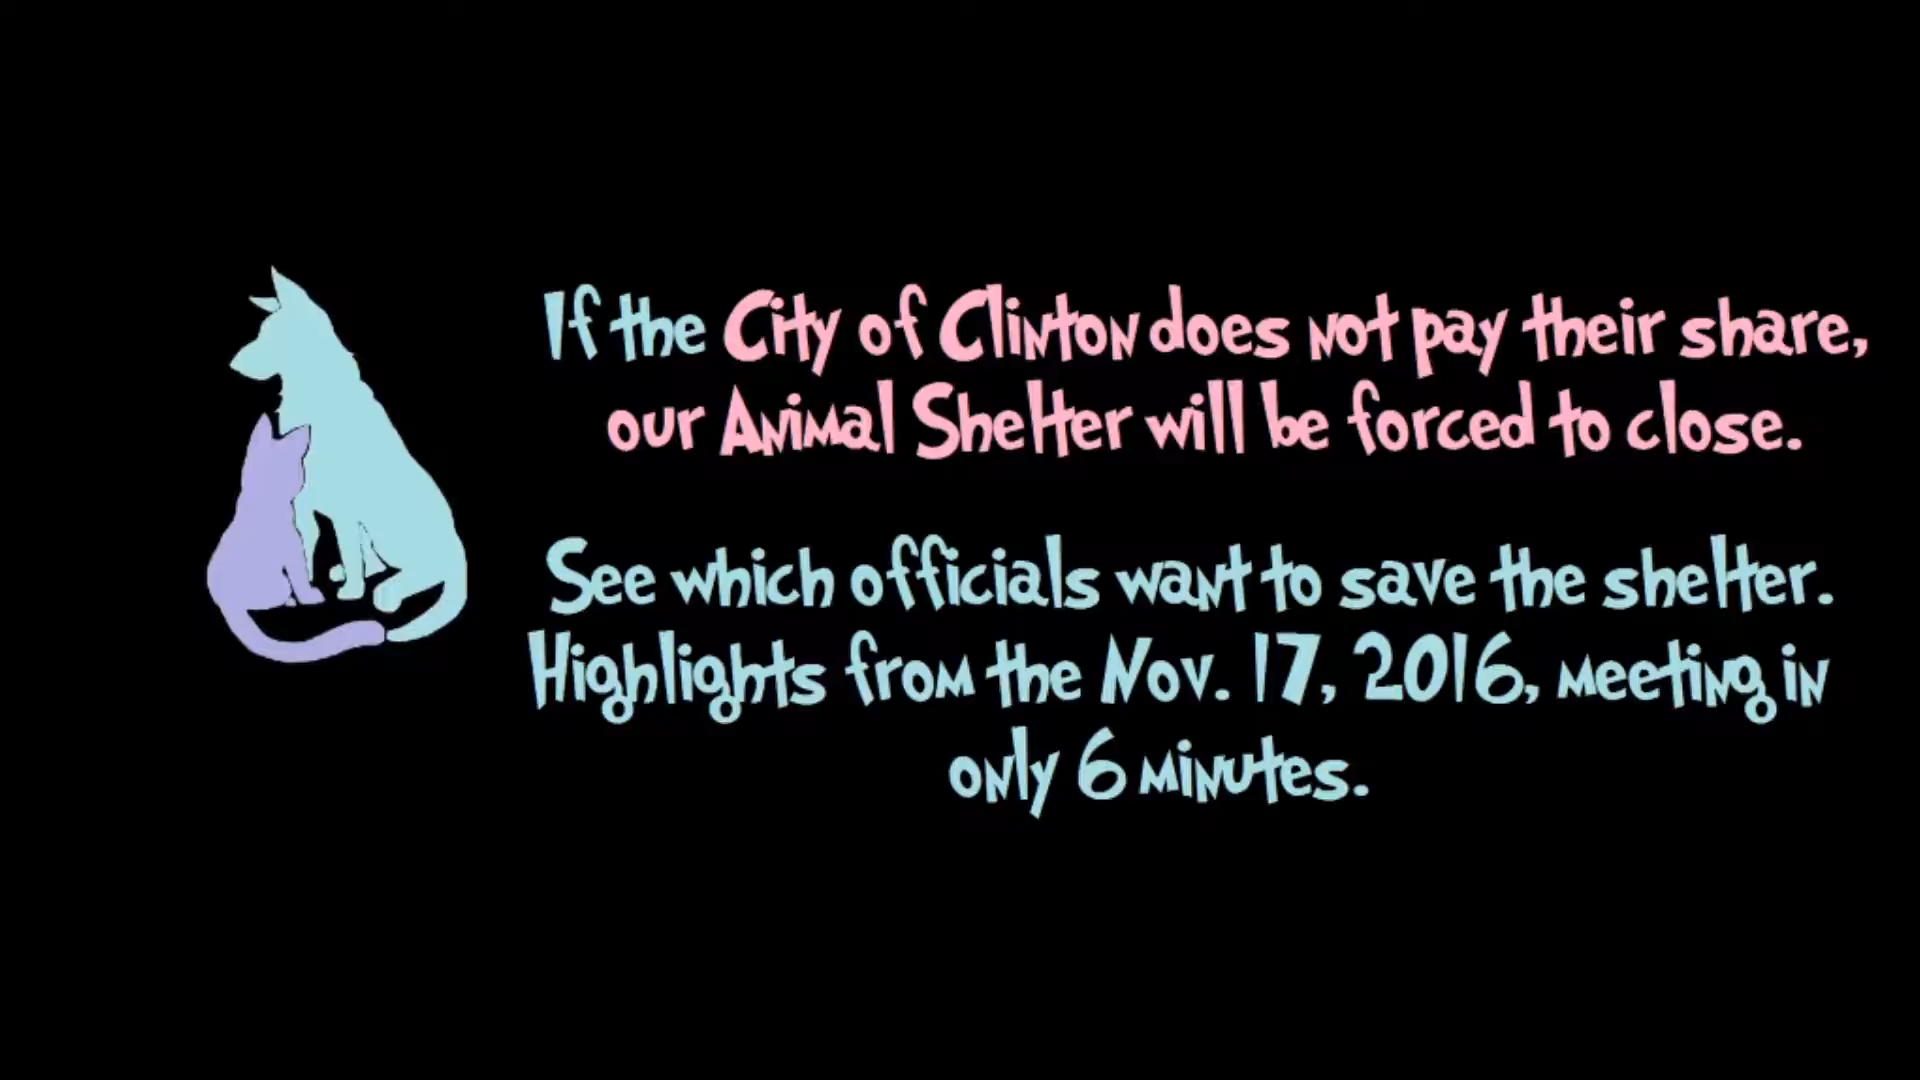 If the City of Clinton does not pay their share,
our Animal Shelter will be forced to close.
See which officials want to save the shelter.
Highlights from the Nov. 17, 2016, meeting in
only 6 minutes.